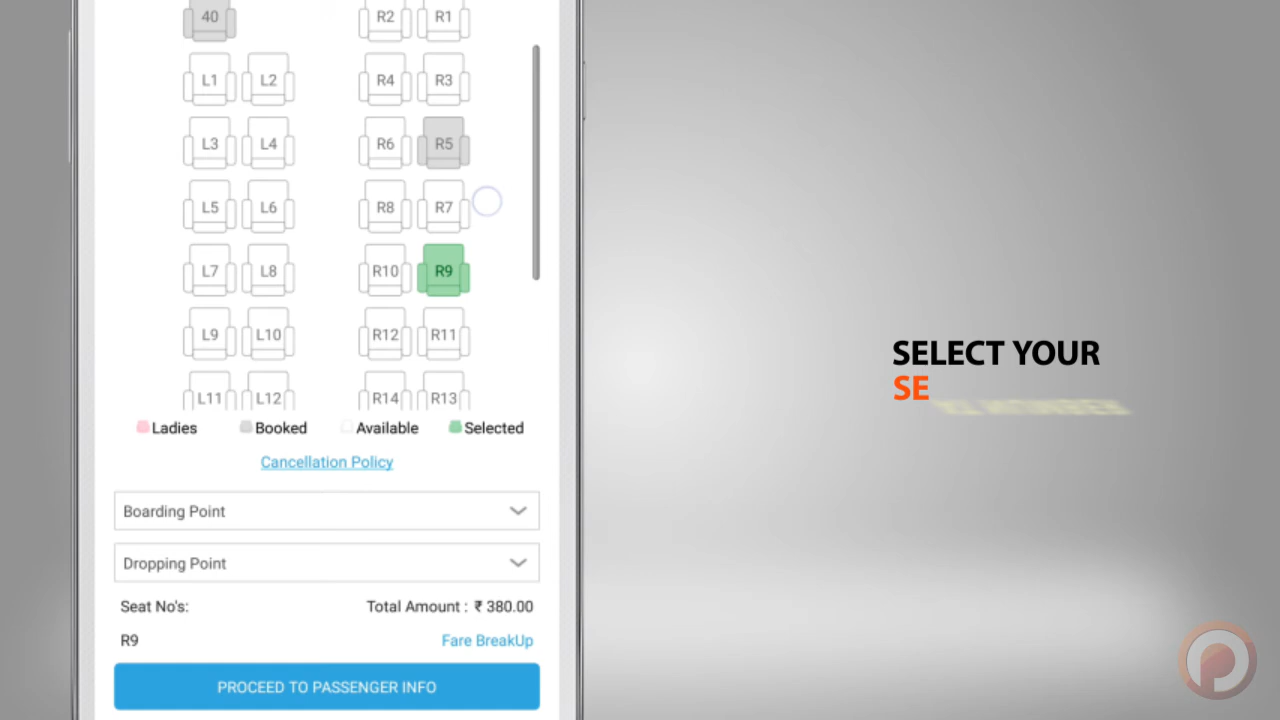 40 R2 R1
L1 L2 R4 R3
L3 L4 R6 R5
L5 L6 R8 R7
L7 L8 R10 R9
L9 L10 R12 R11
L11 L12 R14 R13
Ladies Booked Available Selected
Cancellation Policy
Boarding Point
Dropping Point
Seat No's: Total Amount : ₹ 380.00
R9 Fare BreakUp
PROCEED TO PASSENGER INFO
SELECT YOUR
SE